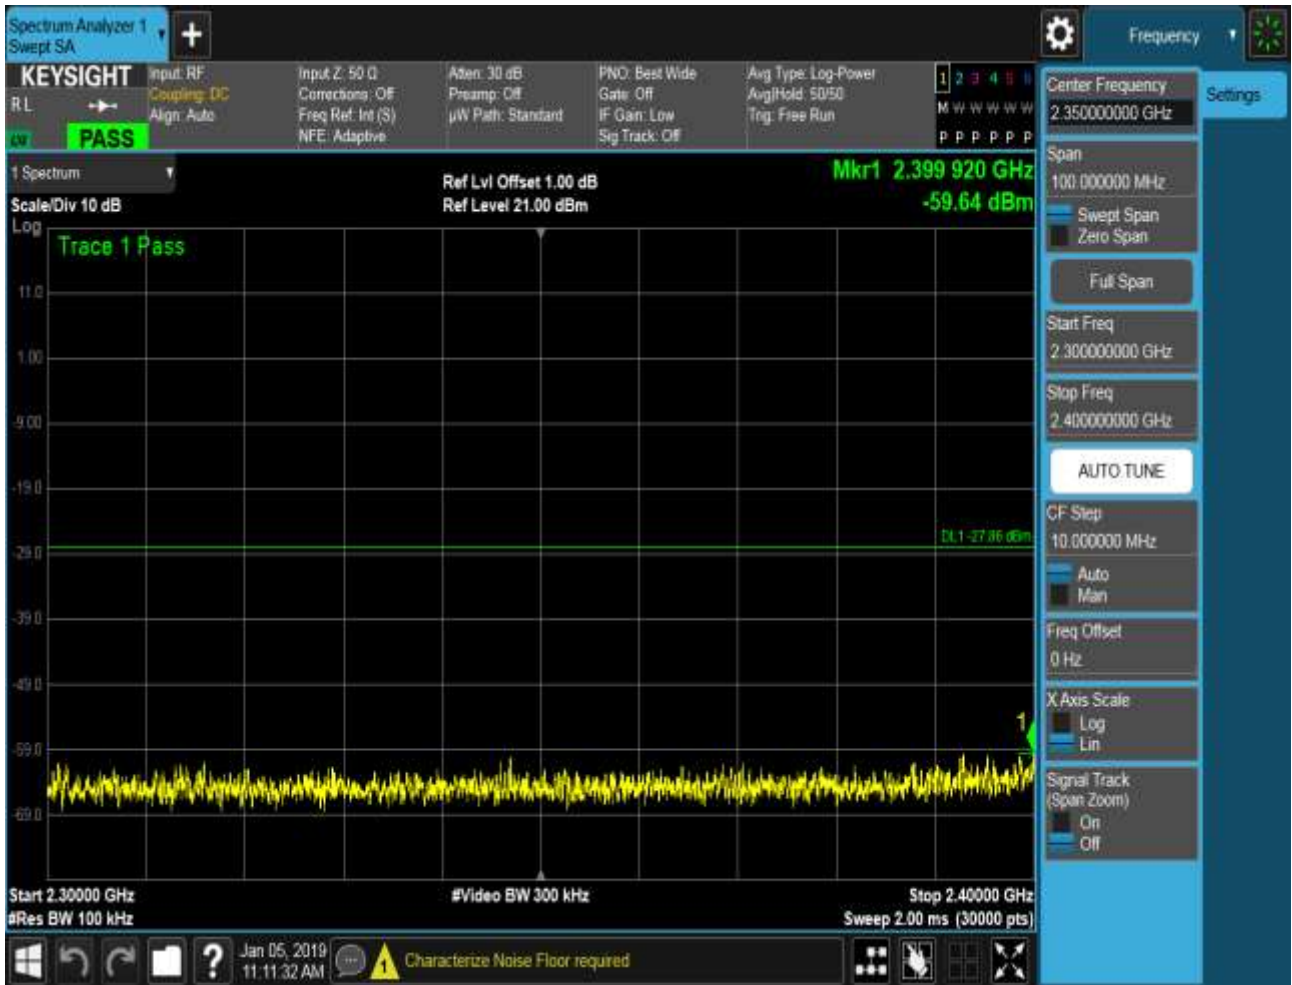 Spectrum Analyzer 1
Swept SA
Frequency
KEYSIGHT
R L
PASS
Input: RF
Coupling: DC
Align: Auto
Input Z: 50 Ω
Corrections: Off
Freq Ref: Int (S)
NFE: Adaptive
Atten: 30 dB
Preamp: Off
µW Path: Standard
PNO: Best Wide
Gate: Off
IF Gain: Low
Sig Track: Off
Avg Type: Log-Power
Avg|Hold: 50/50
Trig: Free Run
1 2 3 4 5 6
M W W W W W
P P P P P P
1 Spectrum
Scale/Div 10 dB
Ref Lvl Offset 1.00 dB
Ref Level 21.00 dBm
Mkr1 2.399 920 GHz
-59.64 dBm
Log
Trace 1 Pass
11.0
1.00
-9.00
-19.0
-29.0
-39.0
-49.0
-59.0
-69.0
DL1 -27.86 dBm
1
Start 2.30000 GHz
#Res BW 100 kHz
#Video BW 300 kHz
Stop 2.40000 GHz
Sweep 2.00 ms (30000 pts)
Center Frequency
2.350000000 GHz
Settings
Span
100.000000 MHz
Swept Span
Zero Span
Full Span
Start Freq
2.300000000 GHz
Stop Freq
2.400000000 GHz
AUTO TUNE
CF Step
10.000000 MHz
Auto
Man
Freq Offset
0 Hz
X Axis Scale
Log
Lin
Signal Track
(Span Zoom)
On
Off
?
Jan 05, 2019
11:11:32 AM
1
Characterize Noise Floor required